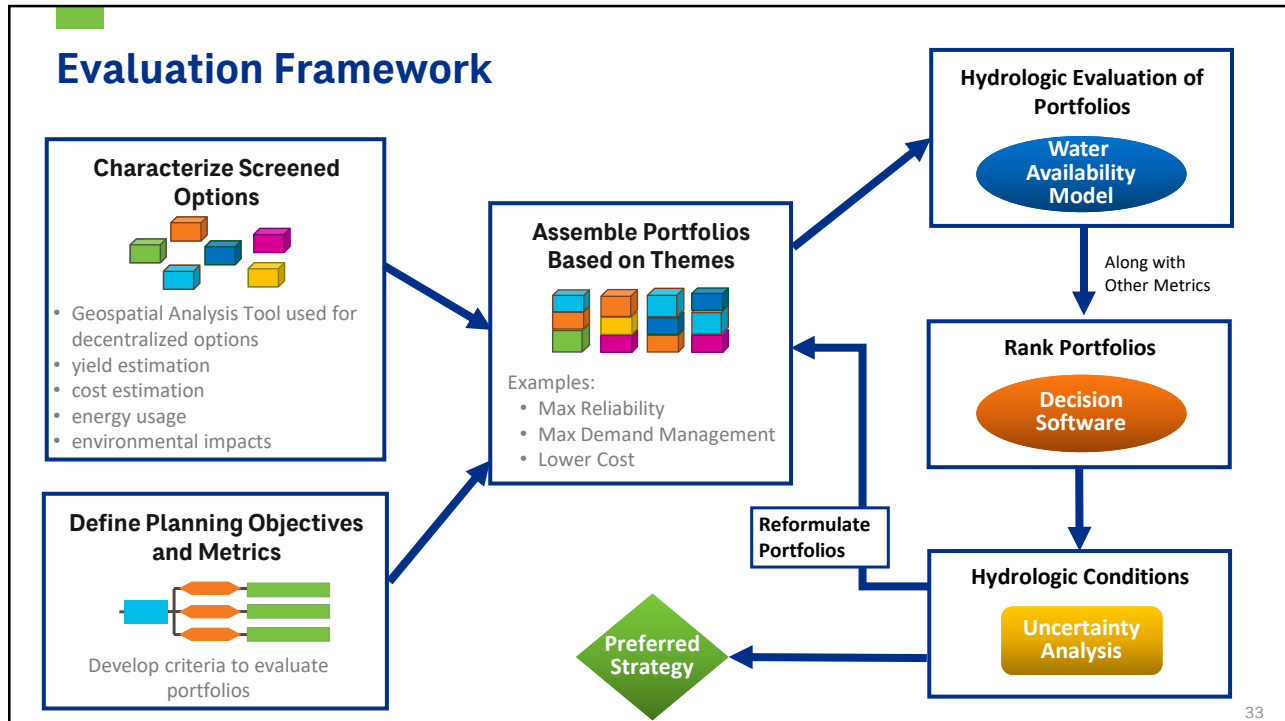 Evaluation Framework
Characterize Screened
Options
• Geospatial Analysis Tool used for
decentralized options
• yield estimation
• cost estimation
• energy usage
• environmental impacts
Define Planning Objectives
and Metrics
Develop criteria to evaluate
portfolios
Assemble Portfolios
Based on Themes
Examples:
• Max Reliability
• Max Demand Management
• Lower Cost
Hydrologic Evaluation of
Portfolios
Water
Availability
Model
Along with
Other Metrics
Rank Portfolios
Decision
Software
Hydrologic Conditions
Uncertainty
Analysis
Reformulate
Portfolios
Preferred
Strategy
33